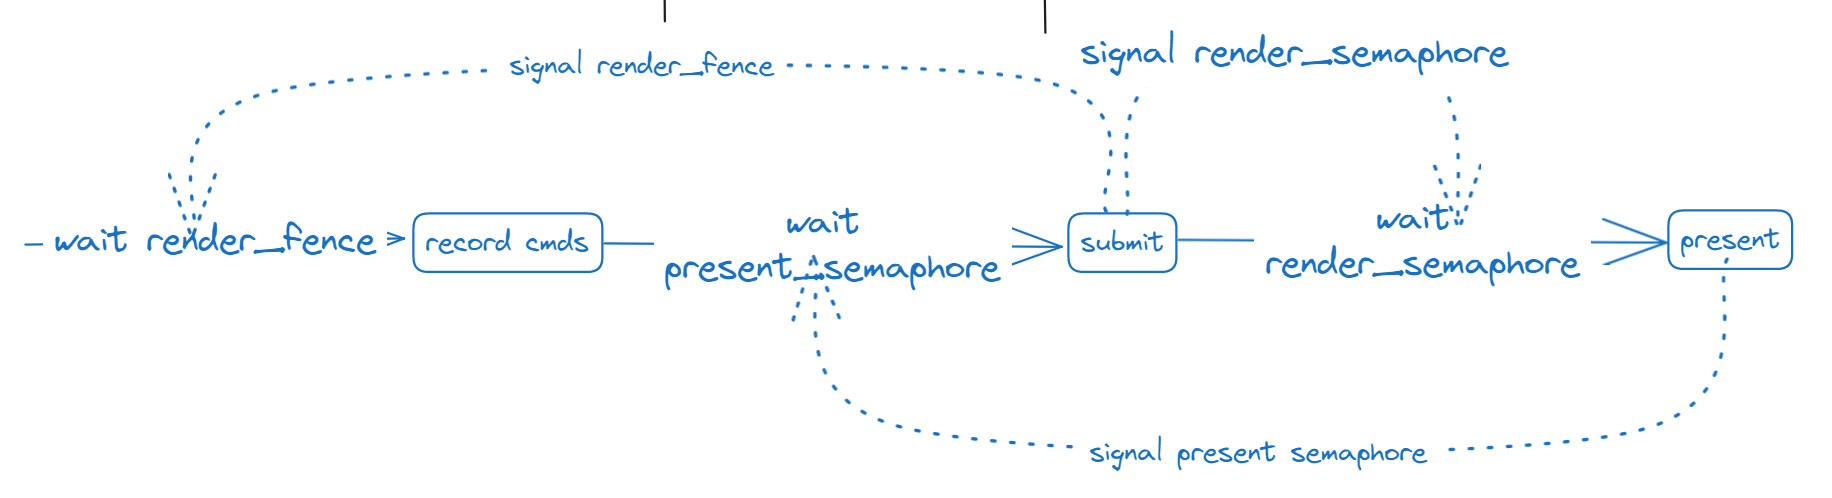 signal render_fence
signal render_semaphore
wait render_fence
record cmds
wait
present_semaphore
submit
wait
render_semaphore
present
signal present semaphore